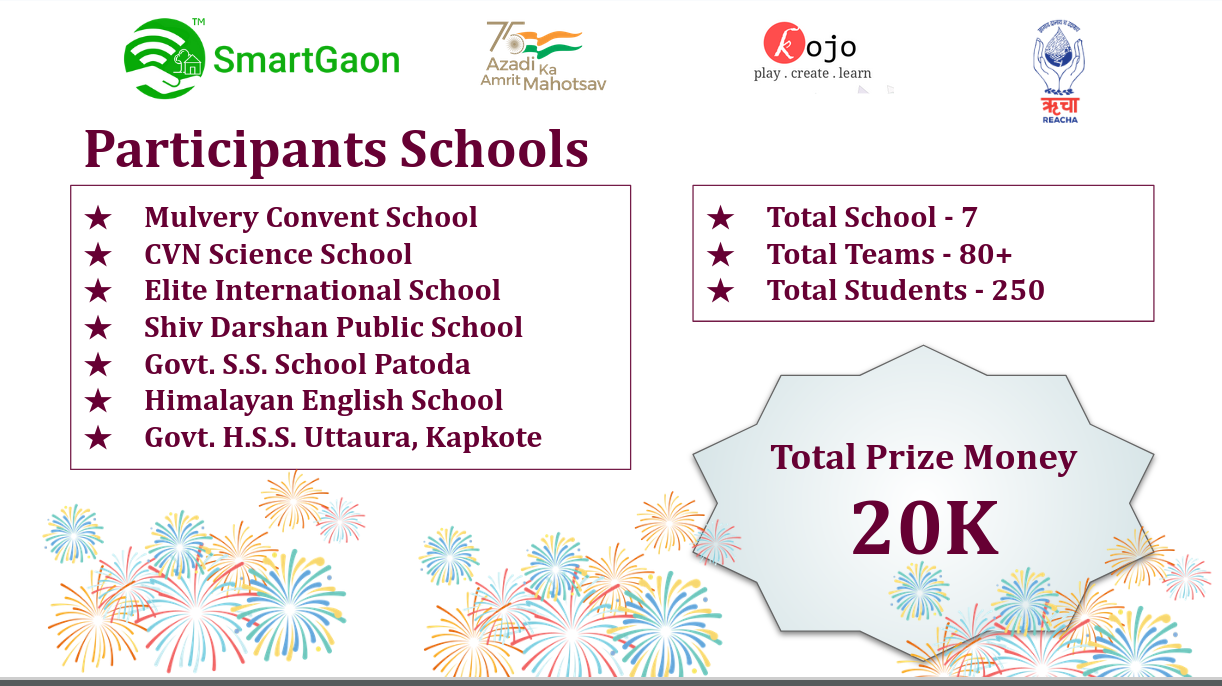 SmartGaon
TM
75
Azadi Ka
Amrit Mahotsav
kojo
play . create . learn
ऋचा
REACHA
Participants Schools
★ Mulvery Convent School
★ CVN Science School
★ Elite International School
★ Shiv Darshan Public School
★ Govt. S.S. School Patoda
★ Himalayan English School
★ Govt. H.S.S. Uttaura, Kapkote
★ Total School - 7
★ Total Teams - 80+
★ Total Students - 250
Total Prize Money
20K